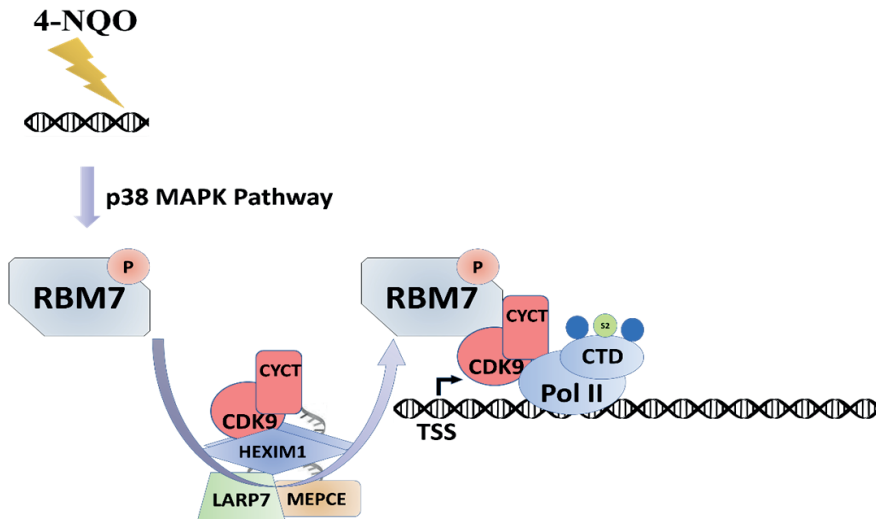 4-NQO
p38 MAPK Pathway
P
RBM7
P
RBM7
CYCT
CDK9
S2
CTD
Pol II
TSS
CYCT
CDK9
HEXIM1
LARP7
MEPCE